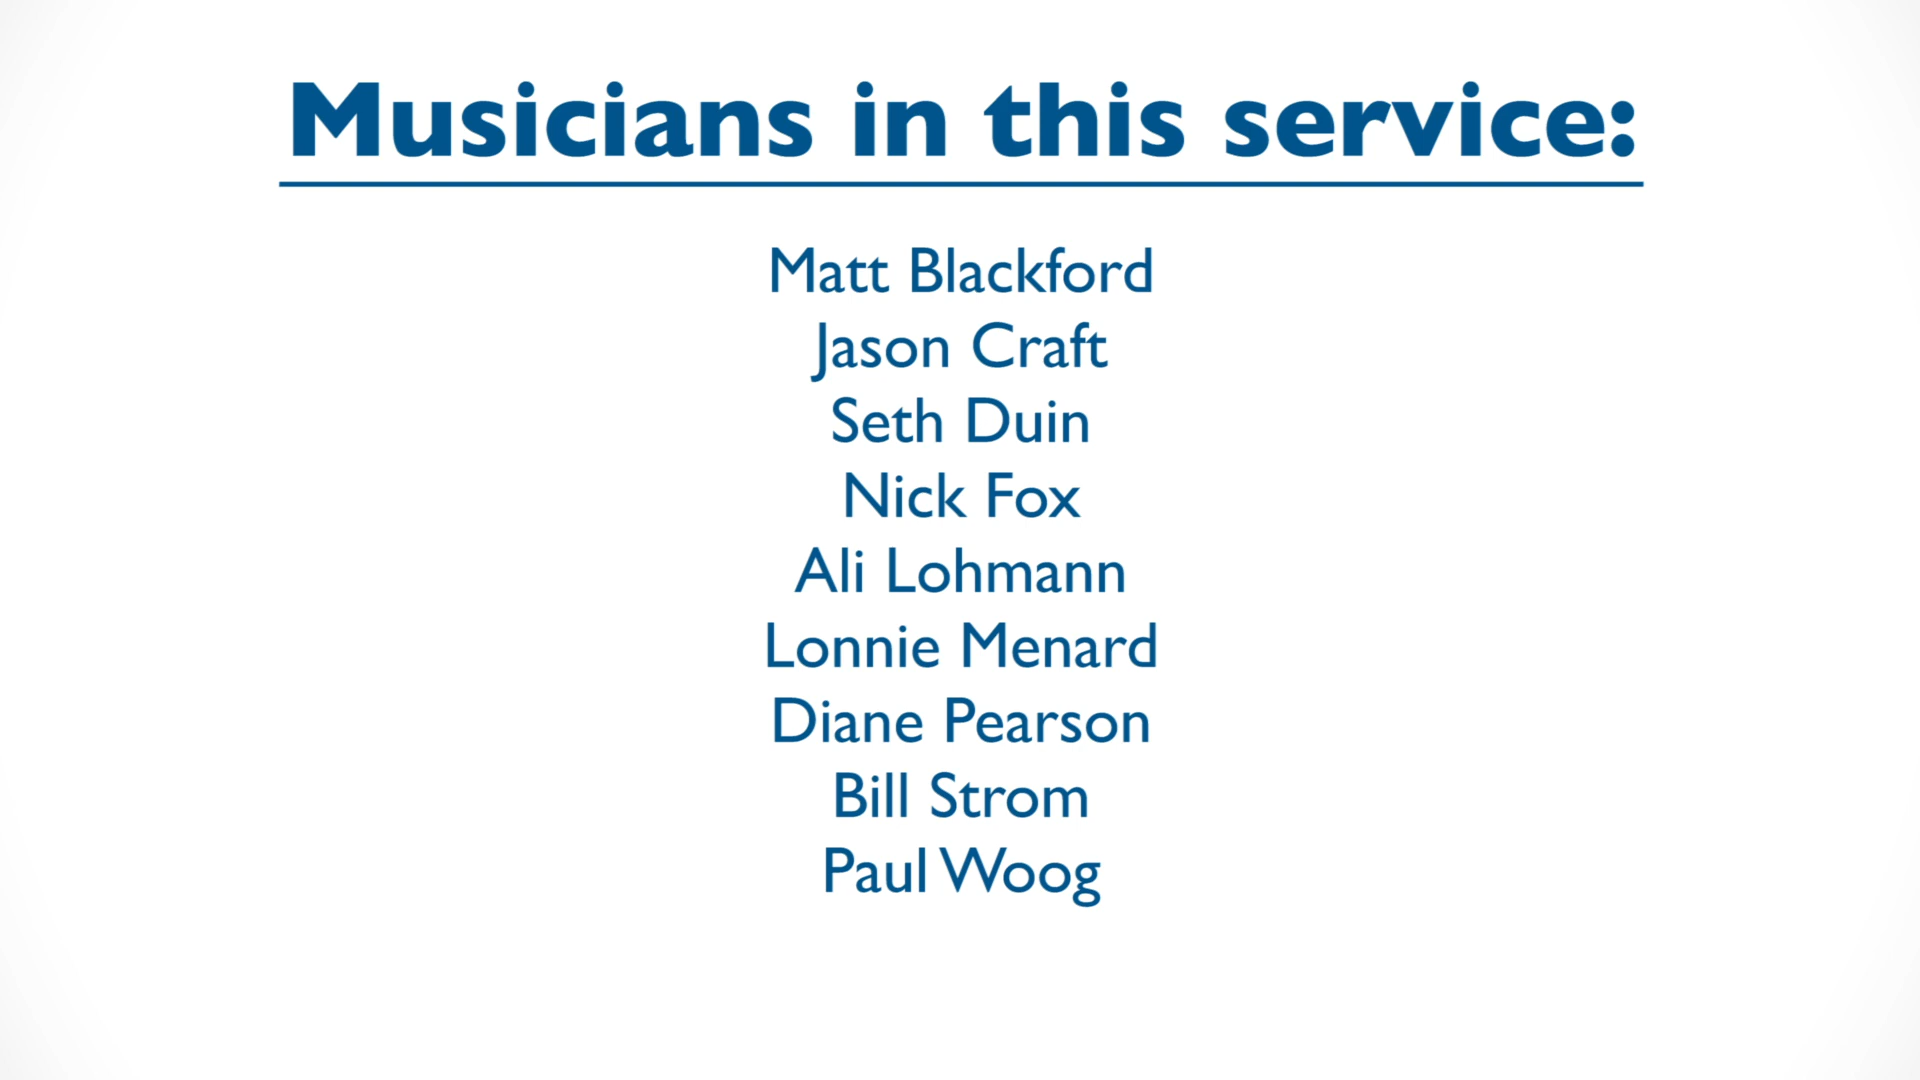 Musicians in this service:
Matt Blackford
Jason Craft
Seth Duin
Nick Fox
Ali Lohmann
Lonnie Menard
Diane Pearson
Bill Strom
Paul Woog